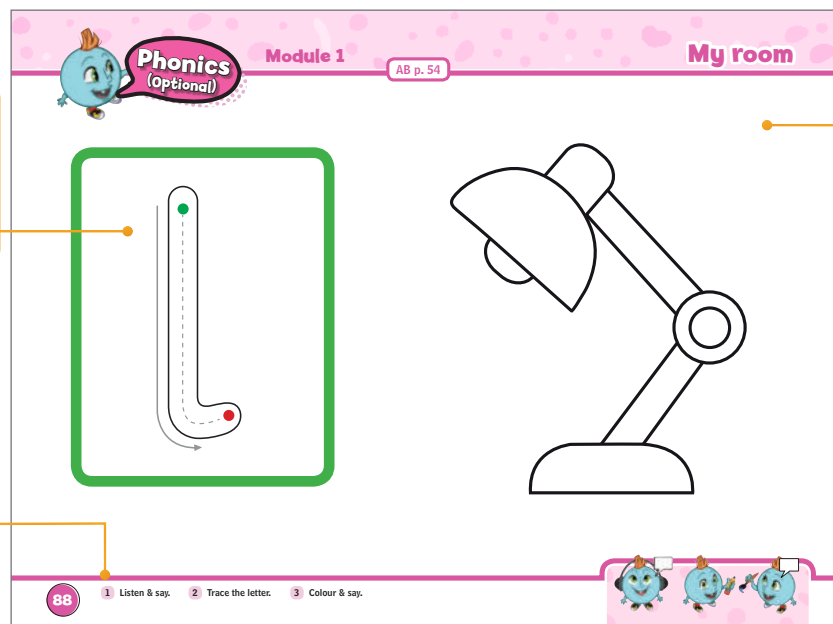 Phonics
(Optional)
Module 1
AB p. 54
My room
l
88
1 Listen & say. 2 Trace the letter. 3 Colour & say.